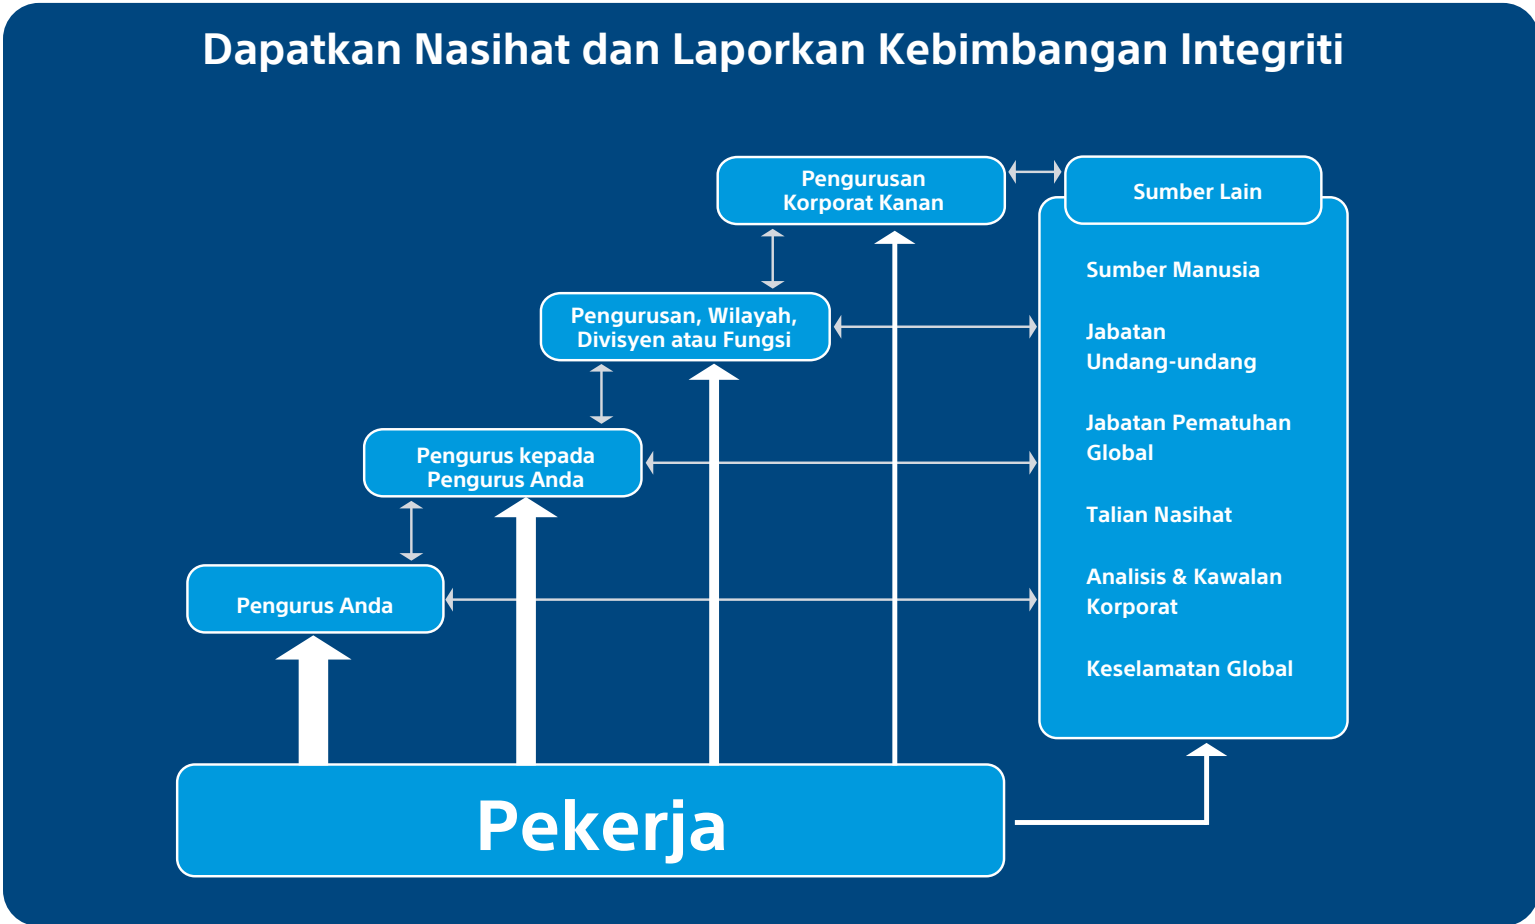 Dapatkan Nasihat dan Laporkan Kebimbangan Integriti
Pengurusan
Korporat Kanan
Sumber Lain
Sumber Manusia
Jabatan
Undang-undang
Jabatan Pematuhan
Global
Talian Nasihat
Analisis & Kawalan
Korporat
Keselamatan Global
Pengurusan, Wilayah,
Divisyen atau Fungsi
Pengurus kepada
Pengurus Anda
Pengurus Anda
Pekerja